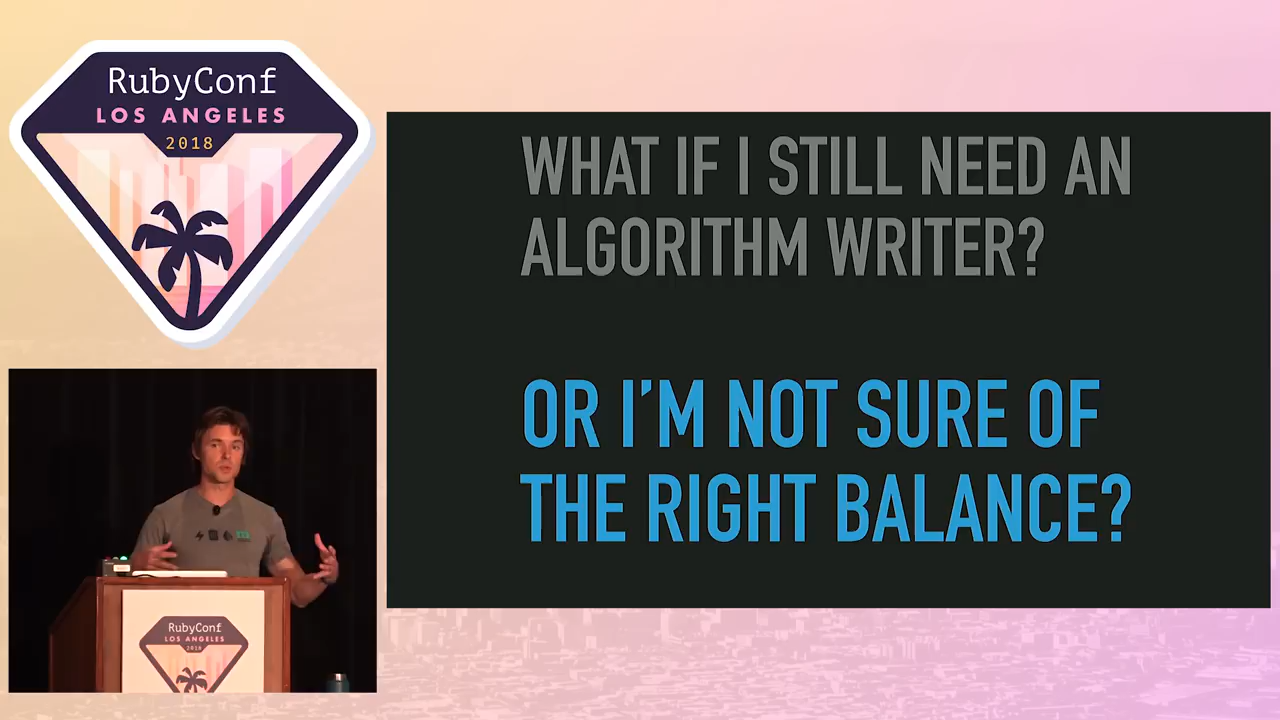 RubyConf
LOS ANGELES
2018
WHAT IF I STILL NEED AN
ALGORITHM WRITER?
OR I'M NOT SURE OF
THE RIGHT BALANCE?
RubyConf
LOS ANGELES
2018